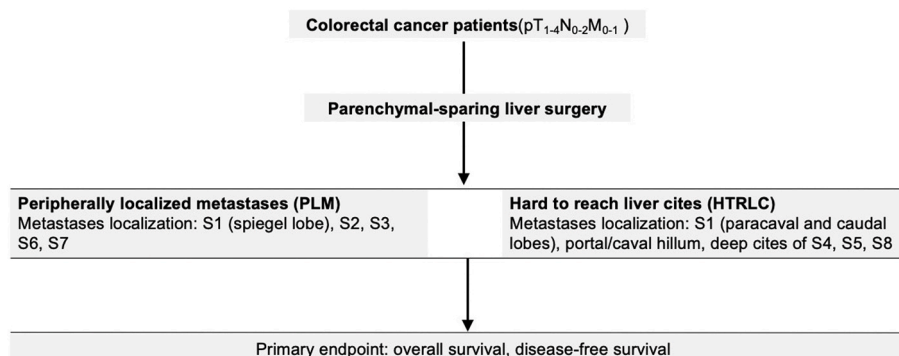 Colorectal cancer patients(pT1-4N0-2M0-1 )
Parenchymal-sparing liver surgery
Peripherally localized metastases (PLM)
Metastases localization: S1 (spiegel lobe), S2, S3,
S6, S7
Hard to reach liver cites (HTRLC)
Metastases localization: S1 (paracaval and caudal
lobes), portal/caval hillum, deep cites of S4, S5, S8
Primary endpoint: overall survival, disease-free survival